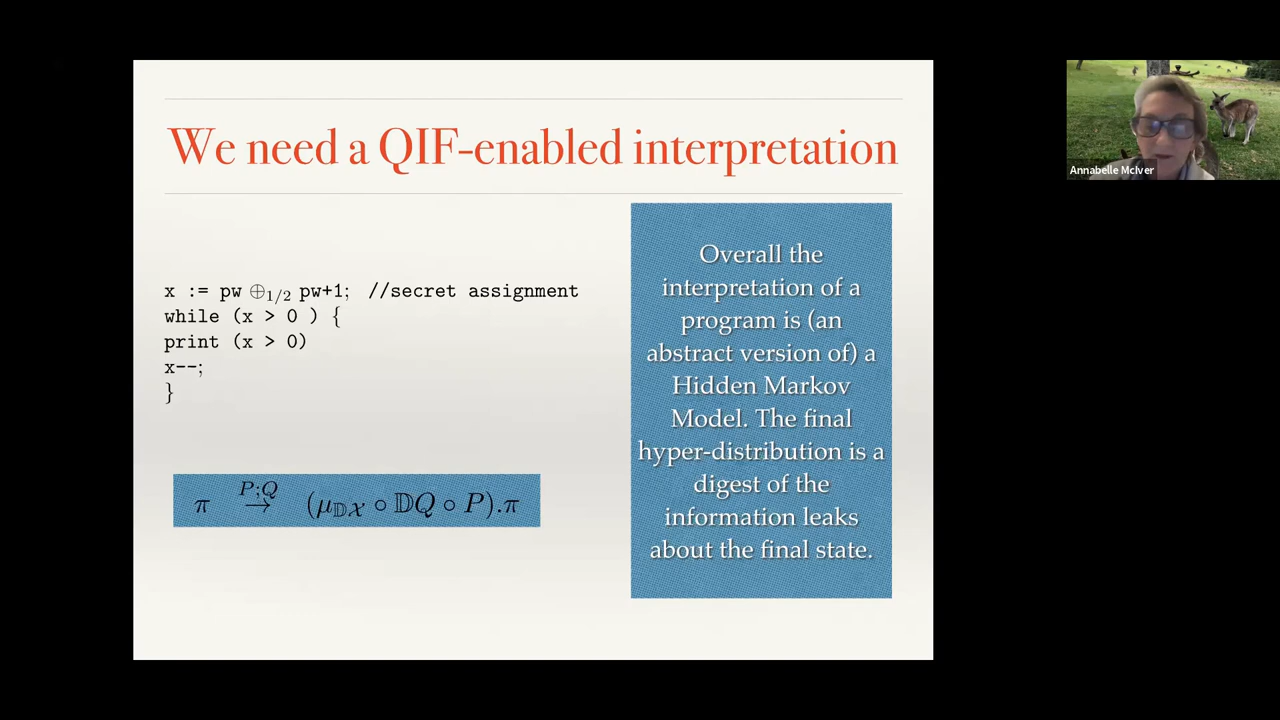 We need a QIF-enabled interpretation
x := pw ⊕1/2 pw+1; //secret assignment
while (x > 0 ) {
print (x > 0)
x--;
}
π P;Q→ (μ𝔻𝒳 ∘ 𝔻Q ∘ P).π
Overall the
interpretation of a
program is (an
abstract version of) a
Hidden Markov
Model. The final
hyper-distribution is a
digest of the
information leaks
about the final state.
Annabelle McIver